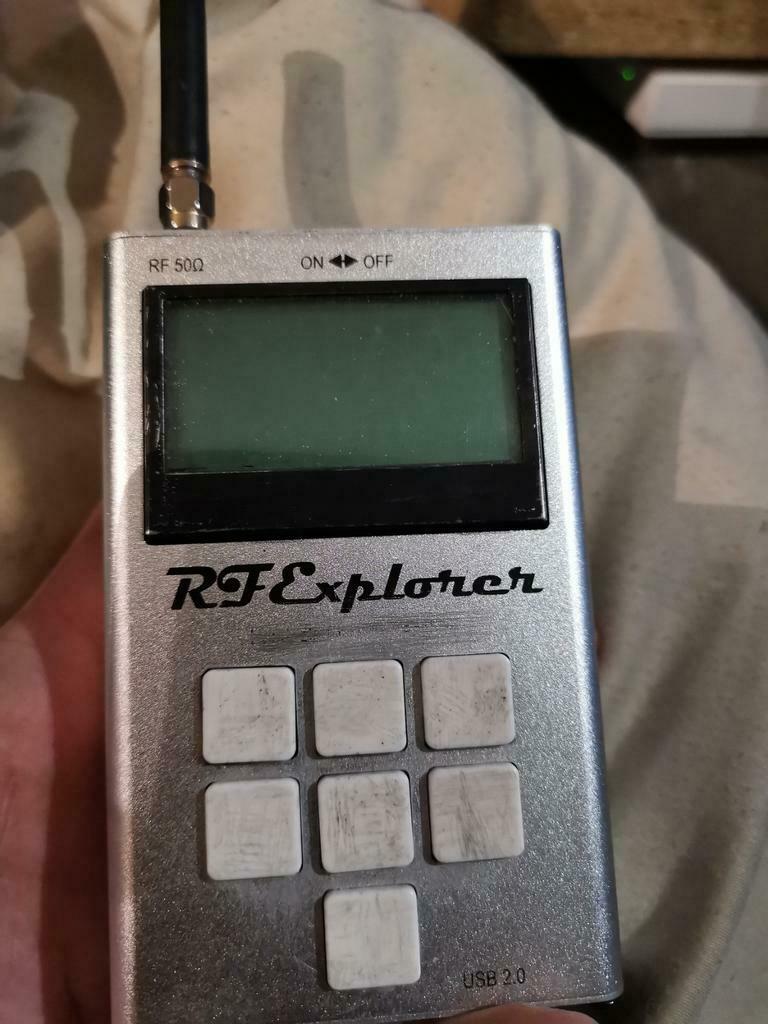 RF 50Ω
ON ◄► OFF
RFExplorer
USB 2.0